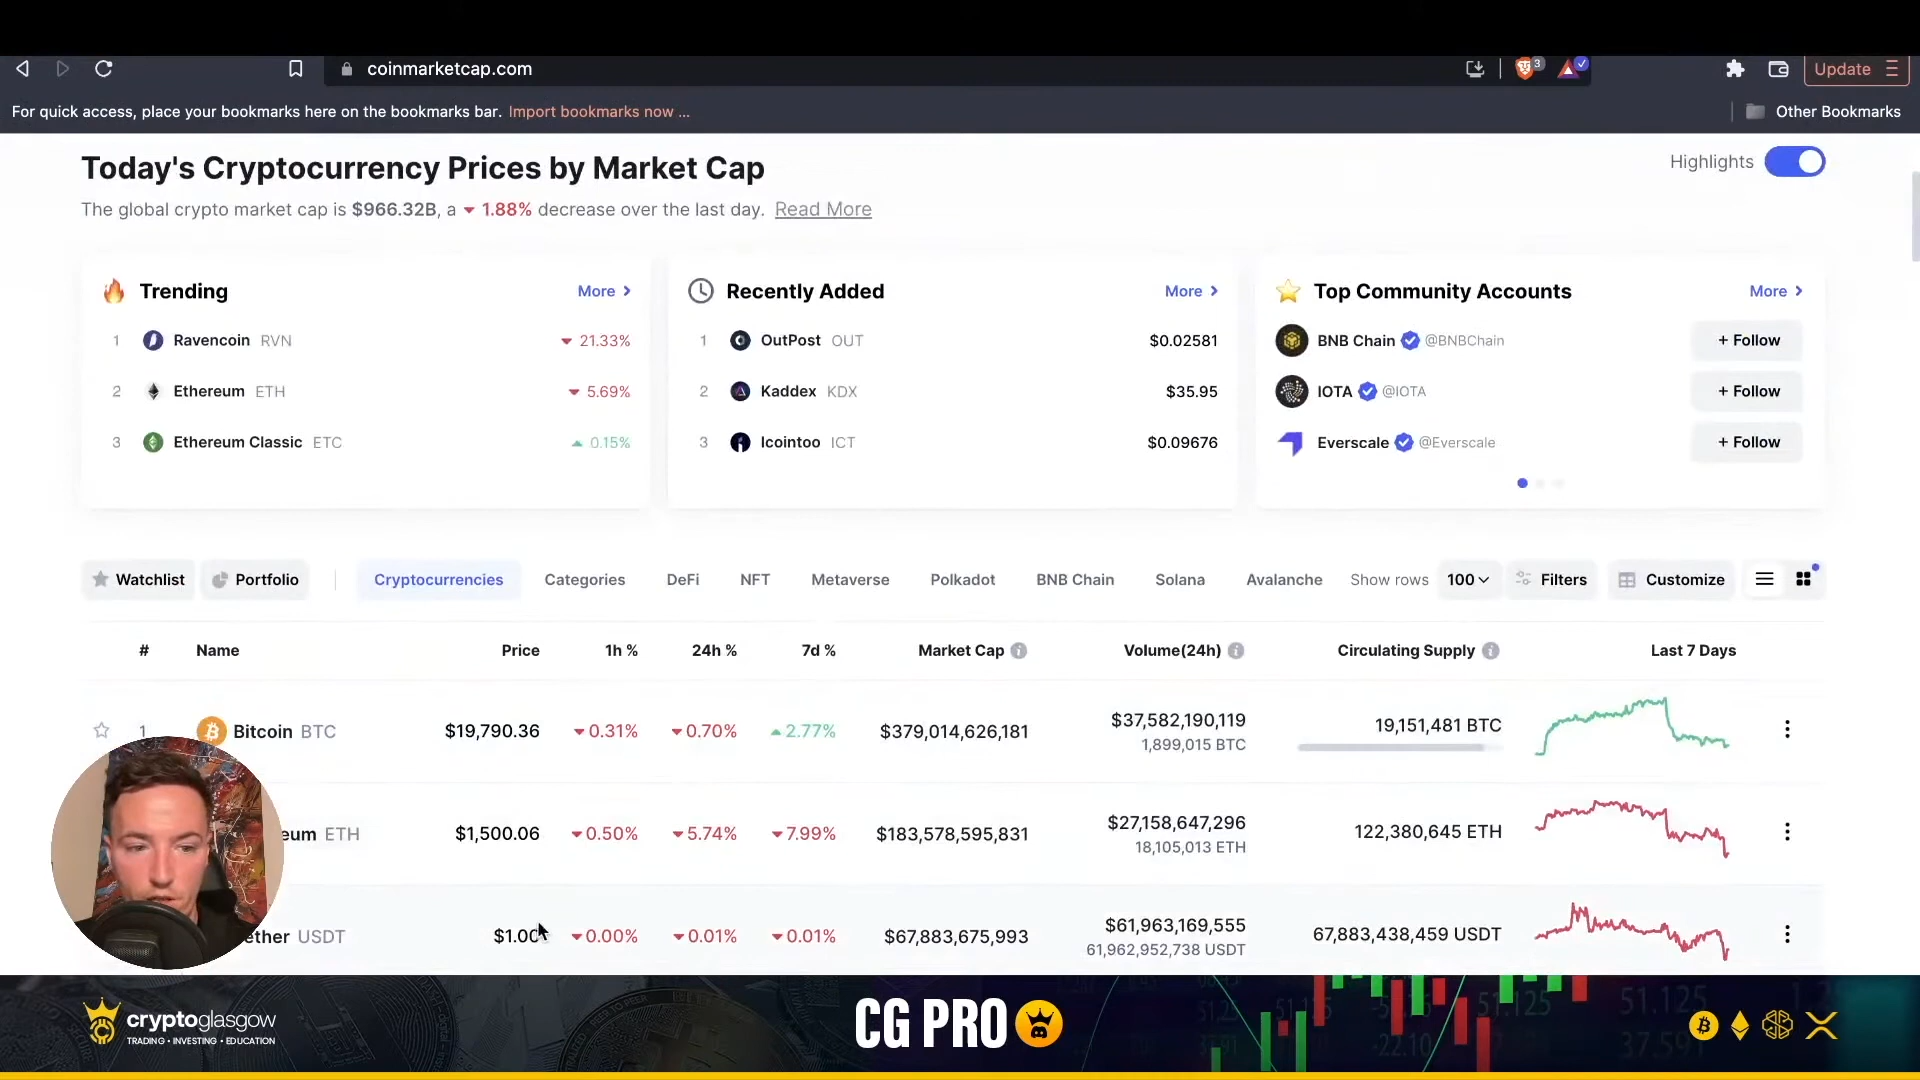 coinmarketcap.com
3
Update
For quick access, place your bookmarks here on the bookmarks bar. Import bookmarks now ...
Other Bookmarks
Today's Cryptocurrency Prices by Market Cap
Highlights
The global crypto market cap is $966.32B, a 1.88% decrease over the last day. Read More
Trending
More
1 Ravencoin RVN 21.33%
2 Ethereum ETH 5.69%
3 Ethereum Classic ETC 0.15%
Recently Added
More
1 OutPost OUT $0.02581
2 Kaddex KDX $35.95
3 Icointoo ICT $0.09676
Top Community Accounts
More
BNB Chain @BNBChain + Follow
IOTA @IOTA + Follow
Everscale @Everscale + Follow
Watchlist Portfolio Cryptocurrencies Categories DeFi NFT Metaverse Polkadot BNB Chain Solana Avalanche Show rows 100 Filters Customize
# Name Price 1h % 24h % 7d % Market Cap Volume(24h) Circulating Supply Last 7 Days
1 Bitcoin BTC $19,790.36 0.31% 0.70% 2.77% $379,014,626,181 $37,582,190,119 19,151,481 BTC
1,899,015 BTC
eum ETH $1,500.06 0.50% 5.74% 7.99% $183,578,595,831 $27,158,647,296 122,380,645 ETH
18,105,013 ETH
ether USDT $1.00 0.00% 0.01% 0.01% $67,883,675,993 $61,963,169,555 67,883,438,459 USDT
61,962,952,738 USDT
cryptoglasgow
TRADING • INVESTING • EDUCATION
CG PRO
51.125
51.125
-22.10
37.591